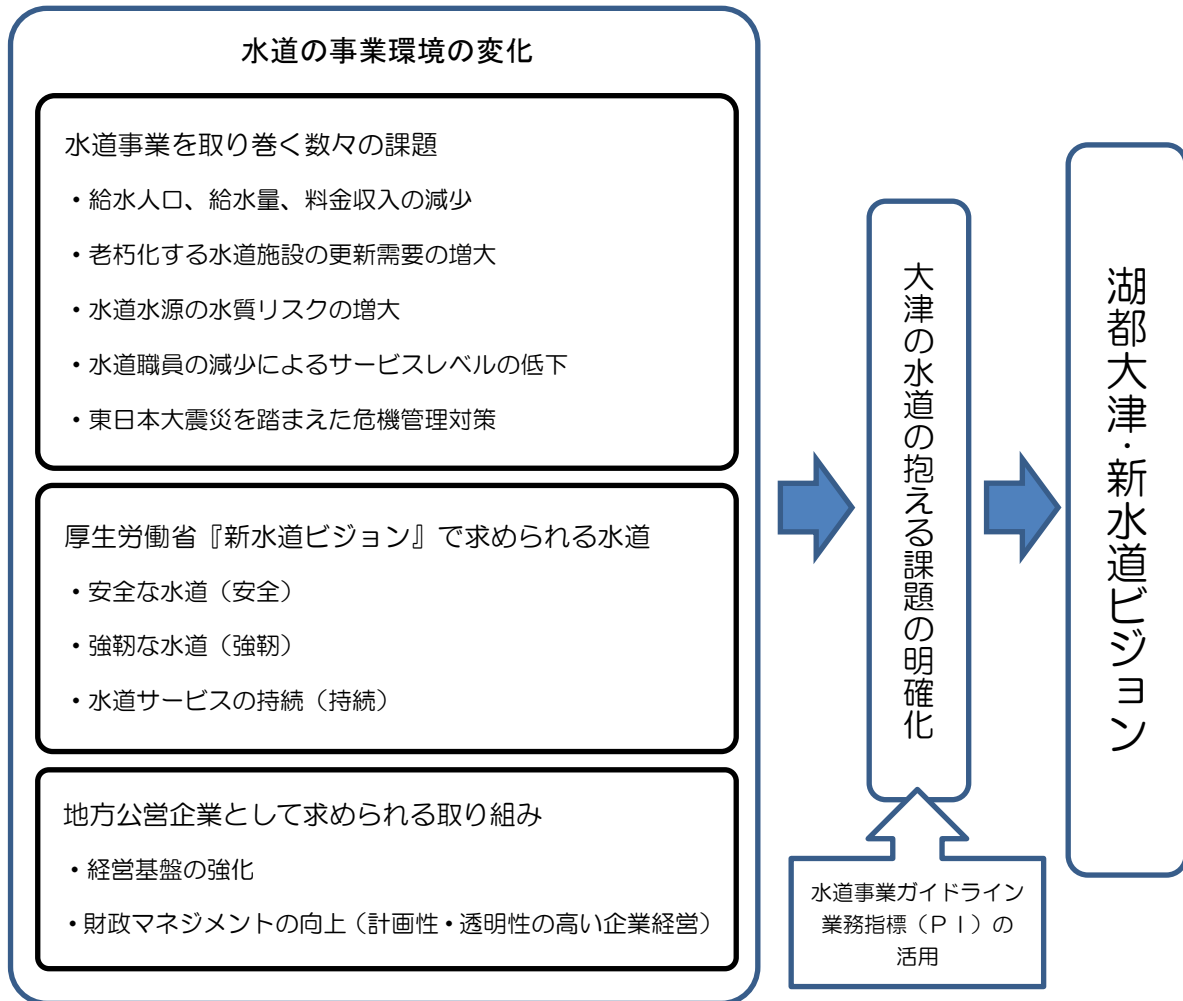 水道の事業環境の変化
水道事業を取り巻く数々の課題
・給水人口、給水量、料金収入の減少
・老朽化する水道施設の更新需要の増大
・水道水源の水質リスクの増大
・水道職員の減少によるサービスレベルの低下
・東日本大震災を踏まえた危機管理対策
厚生労働省『新水道ビジョン』で求められる水道
・安全な水道（安全）
・強靭な水道（強靭）
・水道サービスの持続（持続）
地方公営企業として求められる取り組み
・経営基盤の強化
・財政マネジメントの向上（計画性・透明性の高い企業経営）
大津の水道の抱える課題の明確化
水道事業ガイドライン
業務指標（ＰＩ）の
活用
湖都大津・新水道ビジョン